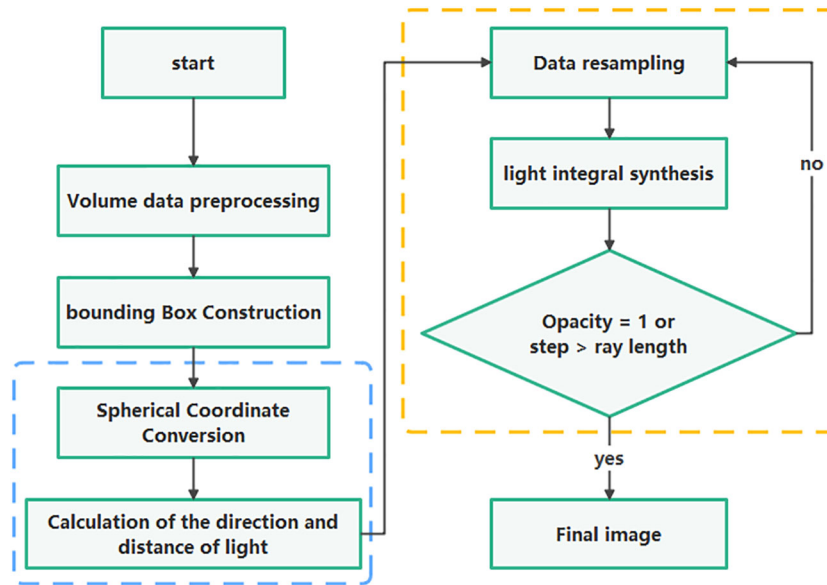 start
Volume data preprocessing
bounding Box Construction
Spherical Coordinate
Conversion
Calculation of the direction and
distance of light
Data resampling
light integral synthesis
Opacity = 1 or
step > ray length
no
yes
Final image